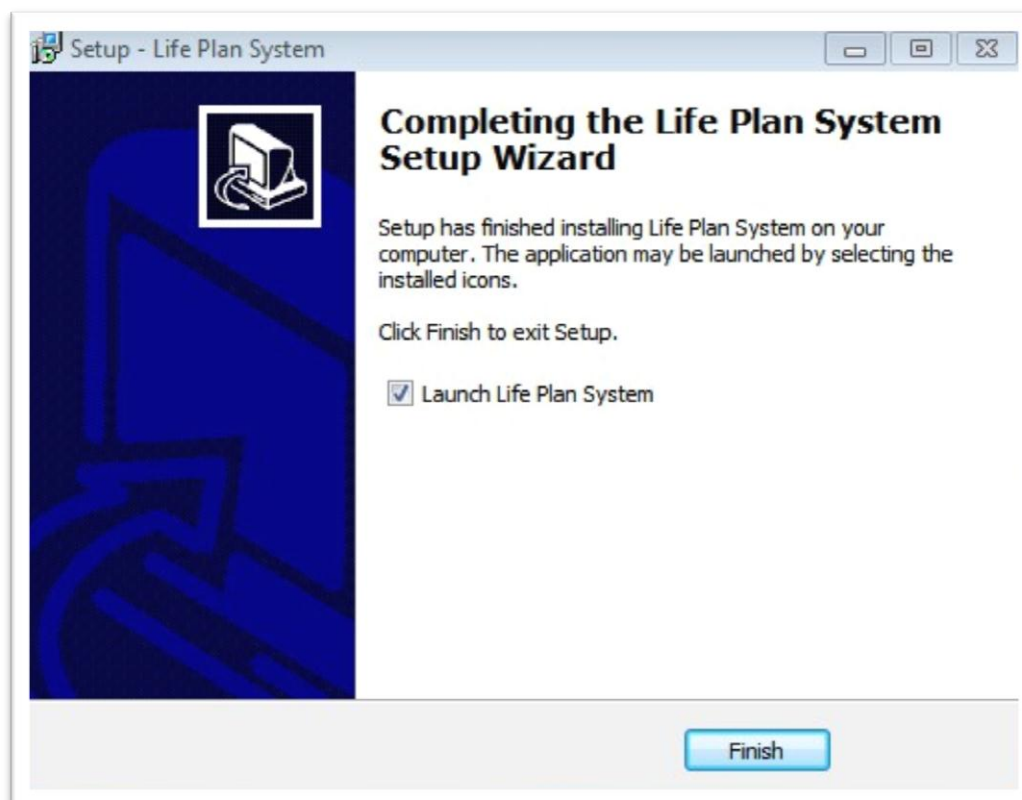 Setup - Life Plan System
Completing the Life Plan System
Setup Wizard
Setup has finished installing Life Plan System on your
computer. The application may be launched by selecting the
installed icons.
Click Finish to exit Setup.
Launch Life Plan System
Finish